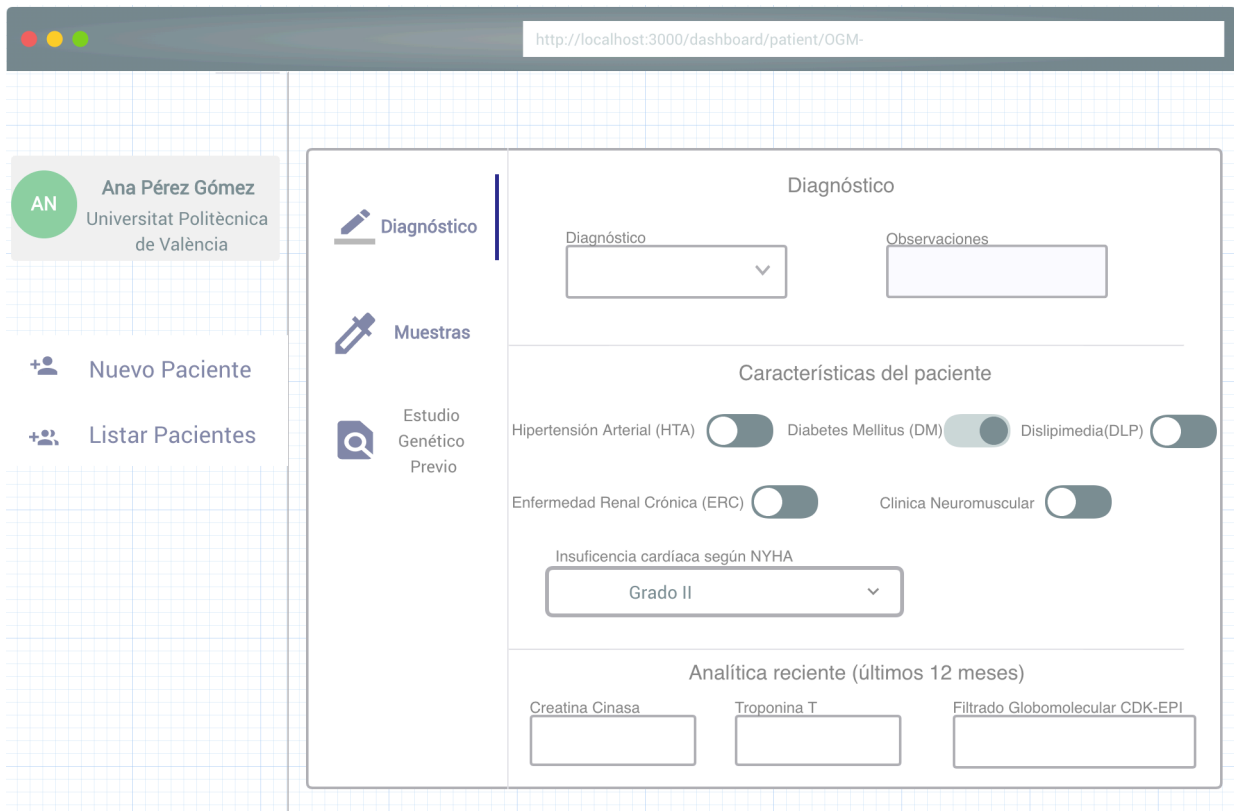 http://localhost:3000/dashboard/patient/OGM-
AN
Ana Pérez Gómez
Universitat Politècnica
de València
Nuevo Paciente
Listar Pacientes
Diagnóstico
Muestras
Estudio
Genético
Previo
Diagnóstico
Diagnóstico
Observaciones
Características del paciente
Hipertensión Arterial (HTA)
Diabetes Mellitus (DM)
Dislipimedia(DLP)
Enfermedad Renal Crónica (ERC)
Clinica Neuromuscular
Insuficencia cardíaca según NYHA
Grado II
Analítica reciente (últimos 12 meses)
Creatina Cinasa
Troponina T
Filtrado Globomolecular CDK-EPI